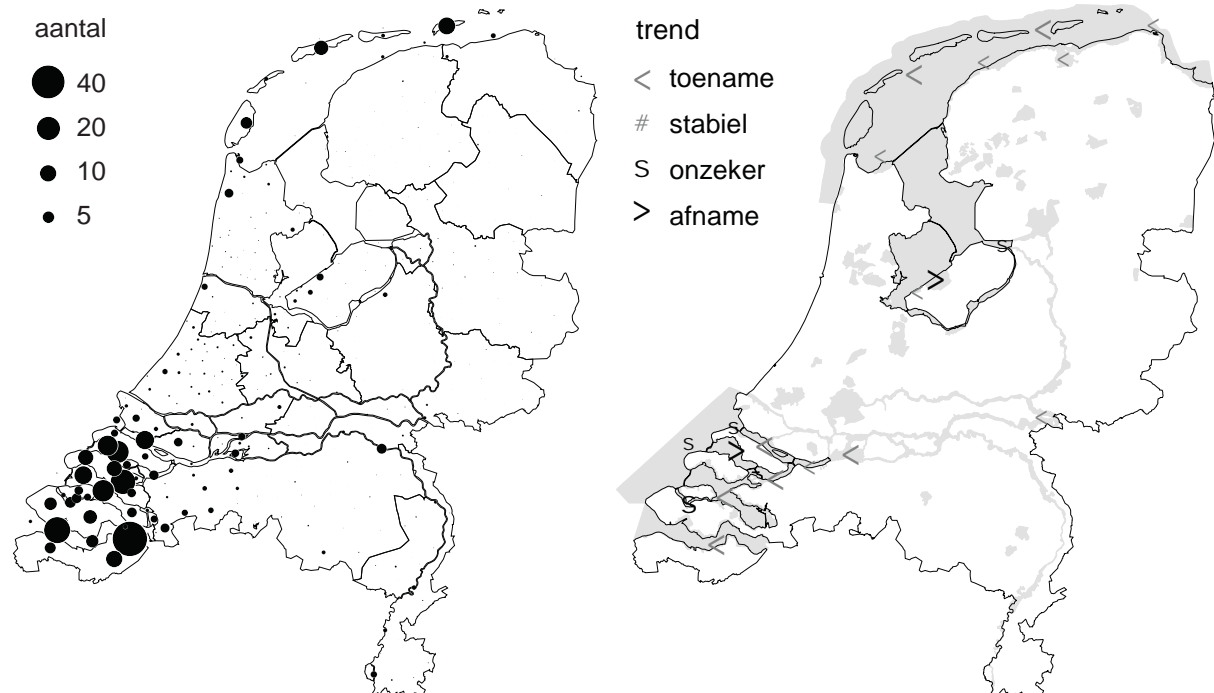 aantal
40
20
10
5
trend
< toename
# stabiel
S onzeker
> afname
S
>
<
<
<
<
<
<
<
S
S
>
<
<
<
<
<
S
<